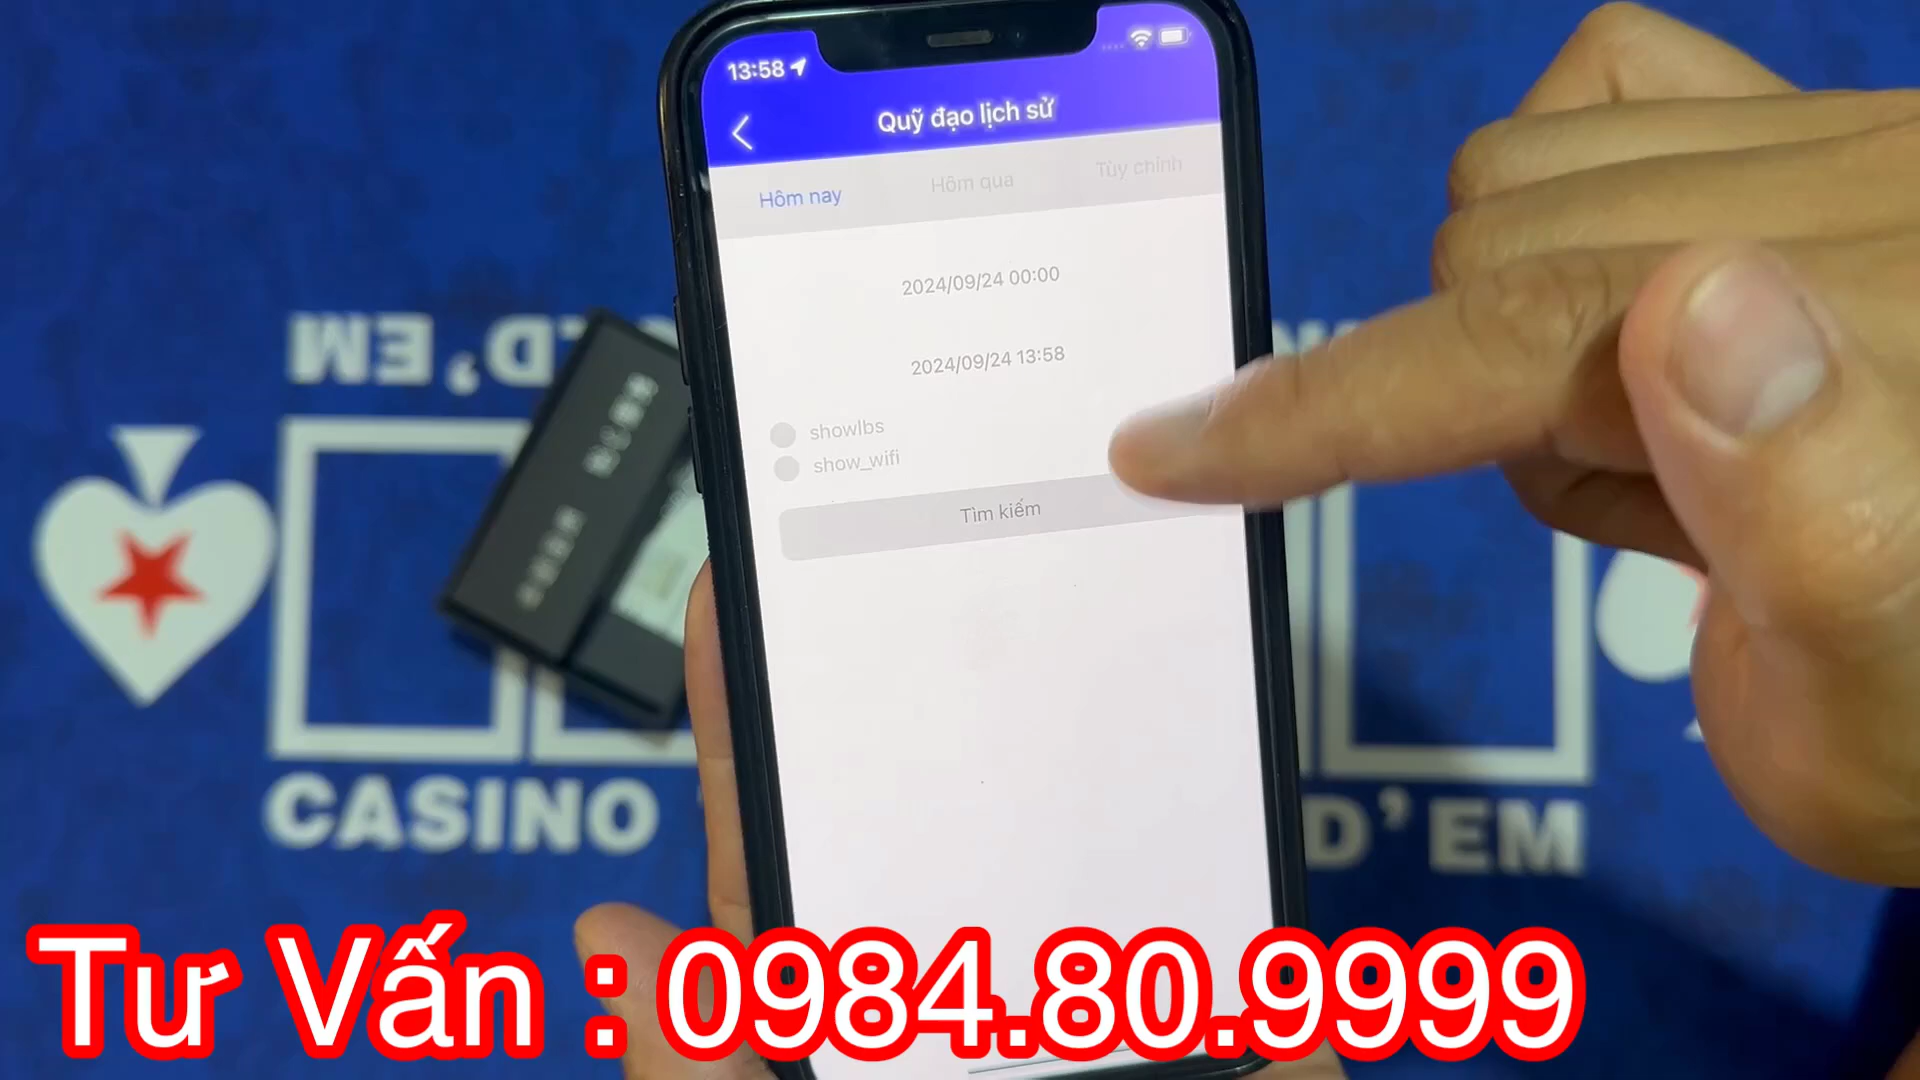 13:58
Quỹ đạo lịch sử
Hôm nay
Hôm qua
Tùy chỉnh
2024/09/24 00:00
2024/09/24 13:58
showlbs
show_wifi
Tìm kiếm
D'EM
CASINO
D'EM
Tư Vấn : 0984.80.9999